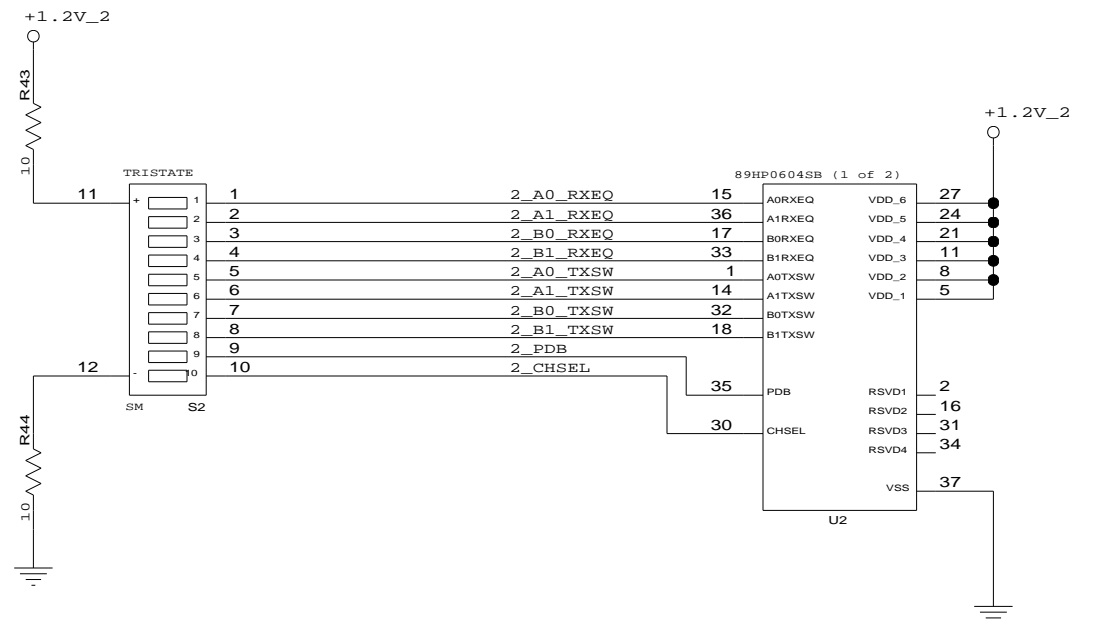 +1.2V_2
R43
10
+1.2V_2
TRISTATE
89HP0604SB (1 of 2)
11 + 1 1 2_A0_RXEQ 15 A0RXEQ VDD_6 27
2 2 2_A1_RXEQ 36 A1RXEQ VDD_5 24
3 3 2_B0_RXEQ 17 B0RXEQ VDD_4 21
4 4 2_B1_RXEQ 33 B1RXEQ VDD_3 11
5 5 2_A0_TXSW 1 A0TXSW VDD_2 8
6 6 2_A1_TXSW 14 A1TXSW VDD_1 5
7 7 2_B0_TXSW 32 B0TXSW
8 8 2_B1_TXSW 18 B1TXSW
9 9 2_PDB
12 - 10 10 2_CHSEL
35 PDB RSVD1 2
SM S2
RSVD2 16
30 CHSEL RSVD3 31
RSVD4 34
R44
10
VSS 37
U2